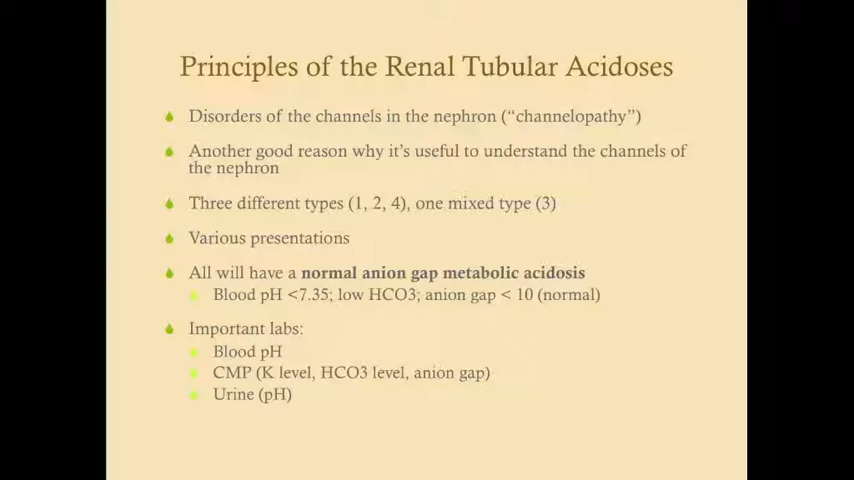 Principles of the Renal Tubular Acidoses
Disorders of the channels in the nephron (“channelopathy”)
Another good reason why it’s useful to understand the channels of
the nephron
Three different types (1, 2, 4), one mixed type (3)
Various presentations
All will have a normal anion gap metabolic acidosis
Blood pH <7.35; low HCO3; anion gap < 10 (normal)
Important labs:
Blood pH
CMP (K level, HCO3 level, anion gap)
Urine (pH)